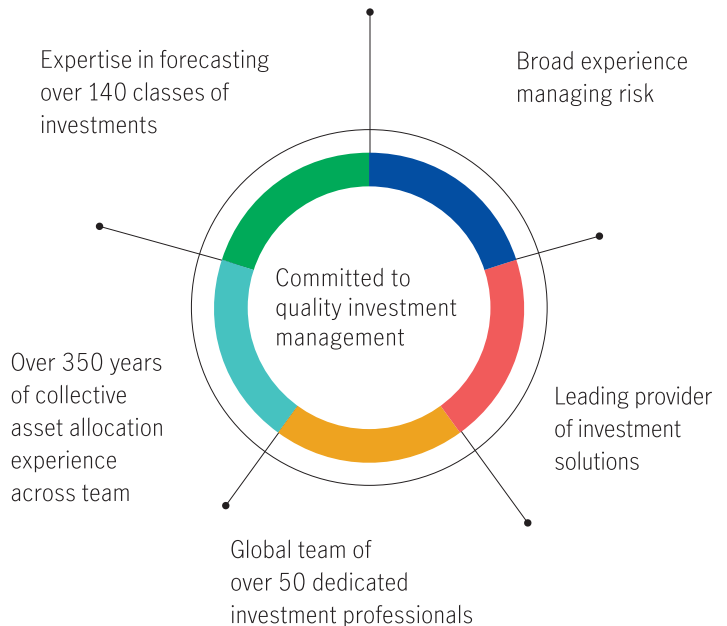 Expertise in forecasting
over 140 classes of
investments
Broad experience
managing risk
Committed to
quality investment
management
Over 350 years
of collective
asset allocation
experience
across team
Leading provider
of investment
solutions
Global team of
over 50 dedicated
investment professionals